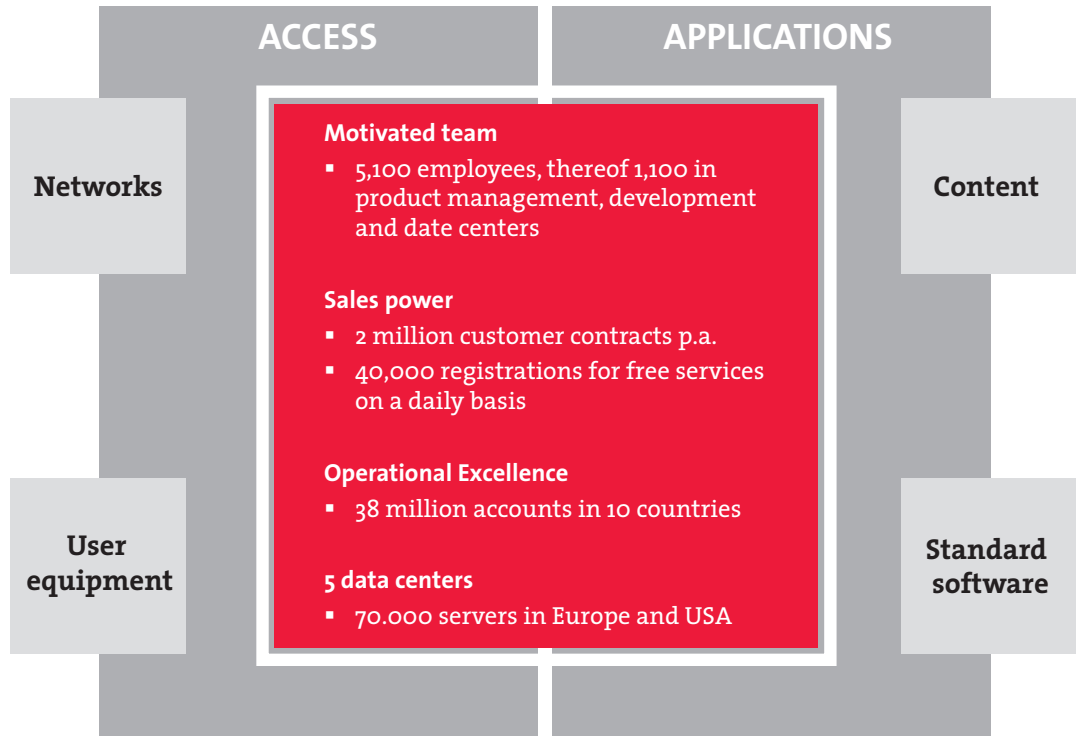 ACCESS
APPLICATIONS
Networks
User
equipment
Motivated team
▪ 5,100 employees, thereof 1,100 in
product management, development
and date centers
Sales power
▪ 2 million customer contracts p.a.
▪ 40,000 registrations for free services
on a daily basis
Operational Excellence
▪ 38 million accounts in 10 countries
5 data centers
▪ 70.000 servers in Europe and USA
Content
Standard
software